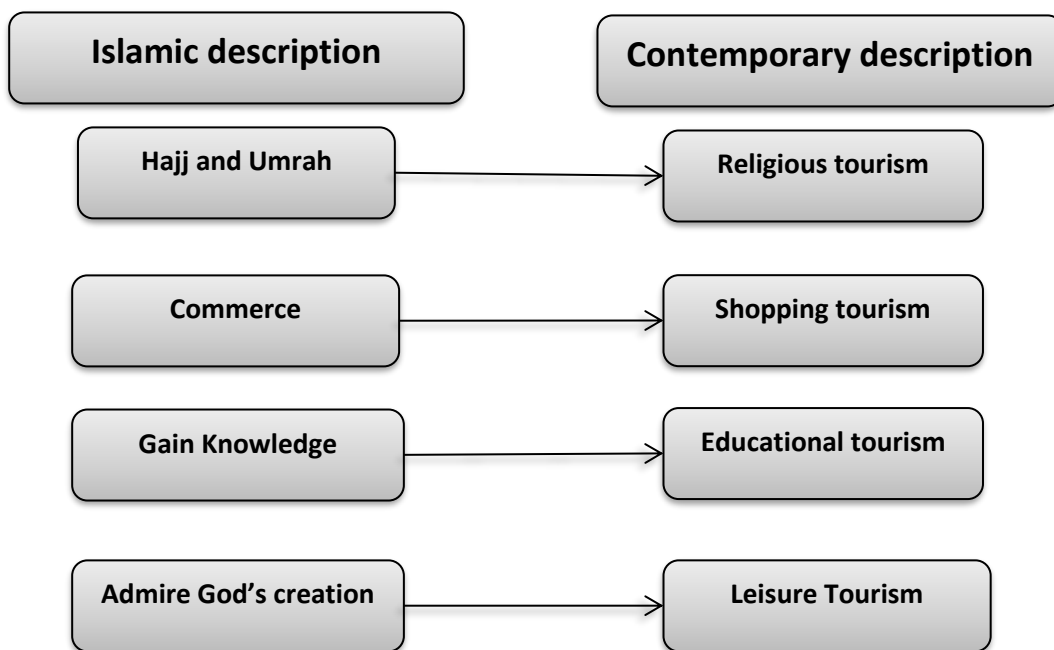 Islamic description
Contemporary description
Hajj and Umrah
Religious tourism
Commerce
Shopping tourism
Gain Knowledge
Educational tourism
Admire God’s creation
Leisure Tourism